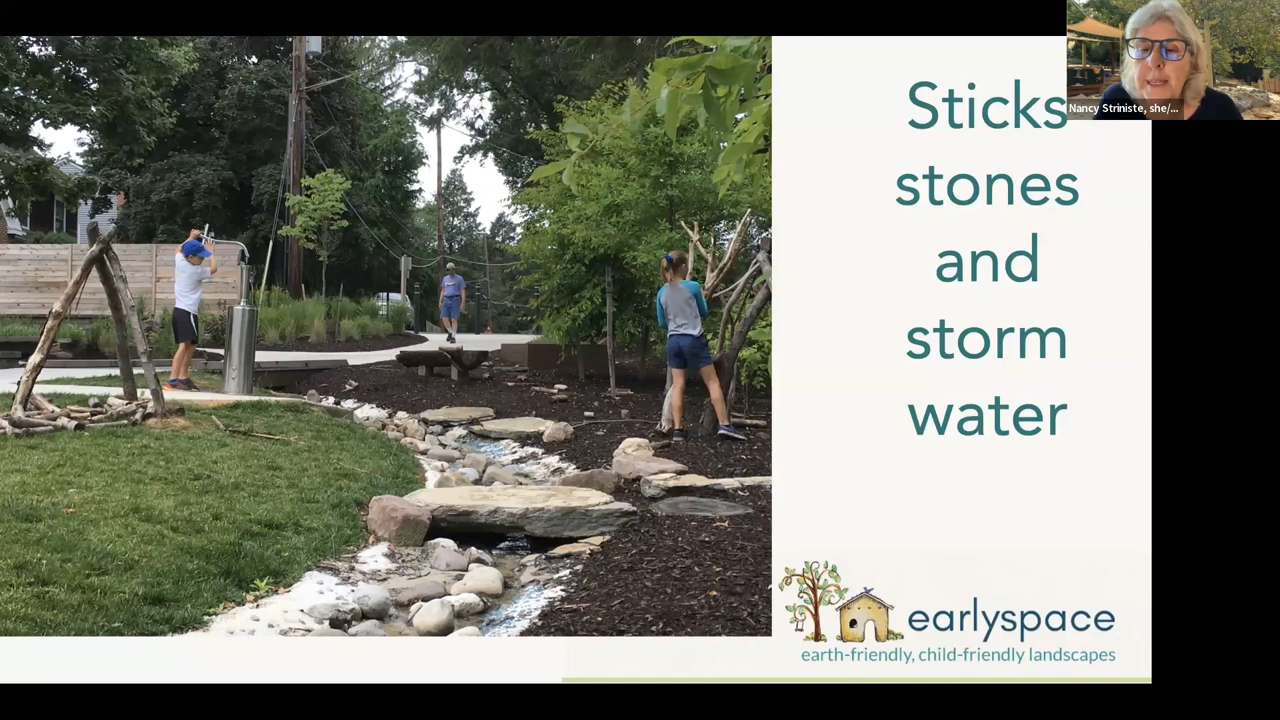 Sticks
stones
and
storm
water
Nancy Striniste, she/...
earlyspace
earth-friendly, child-friendly landscapes